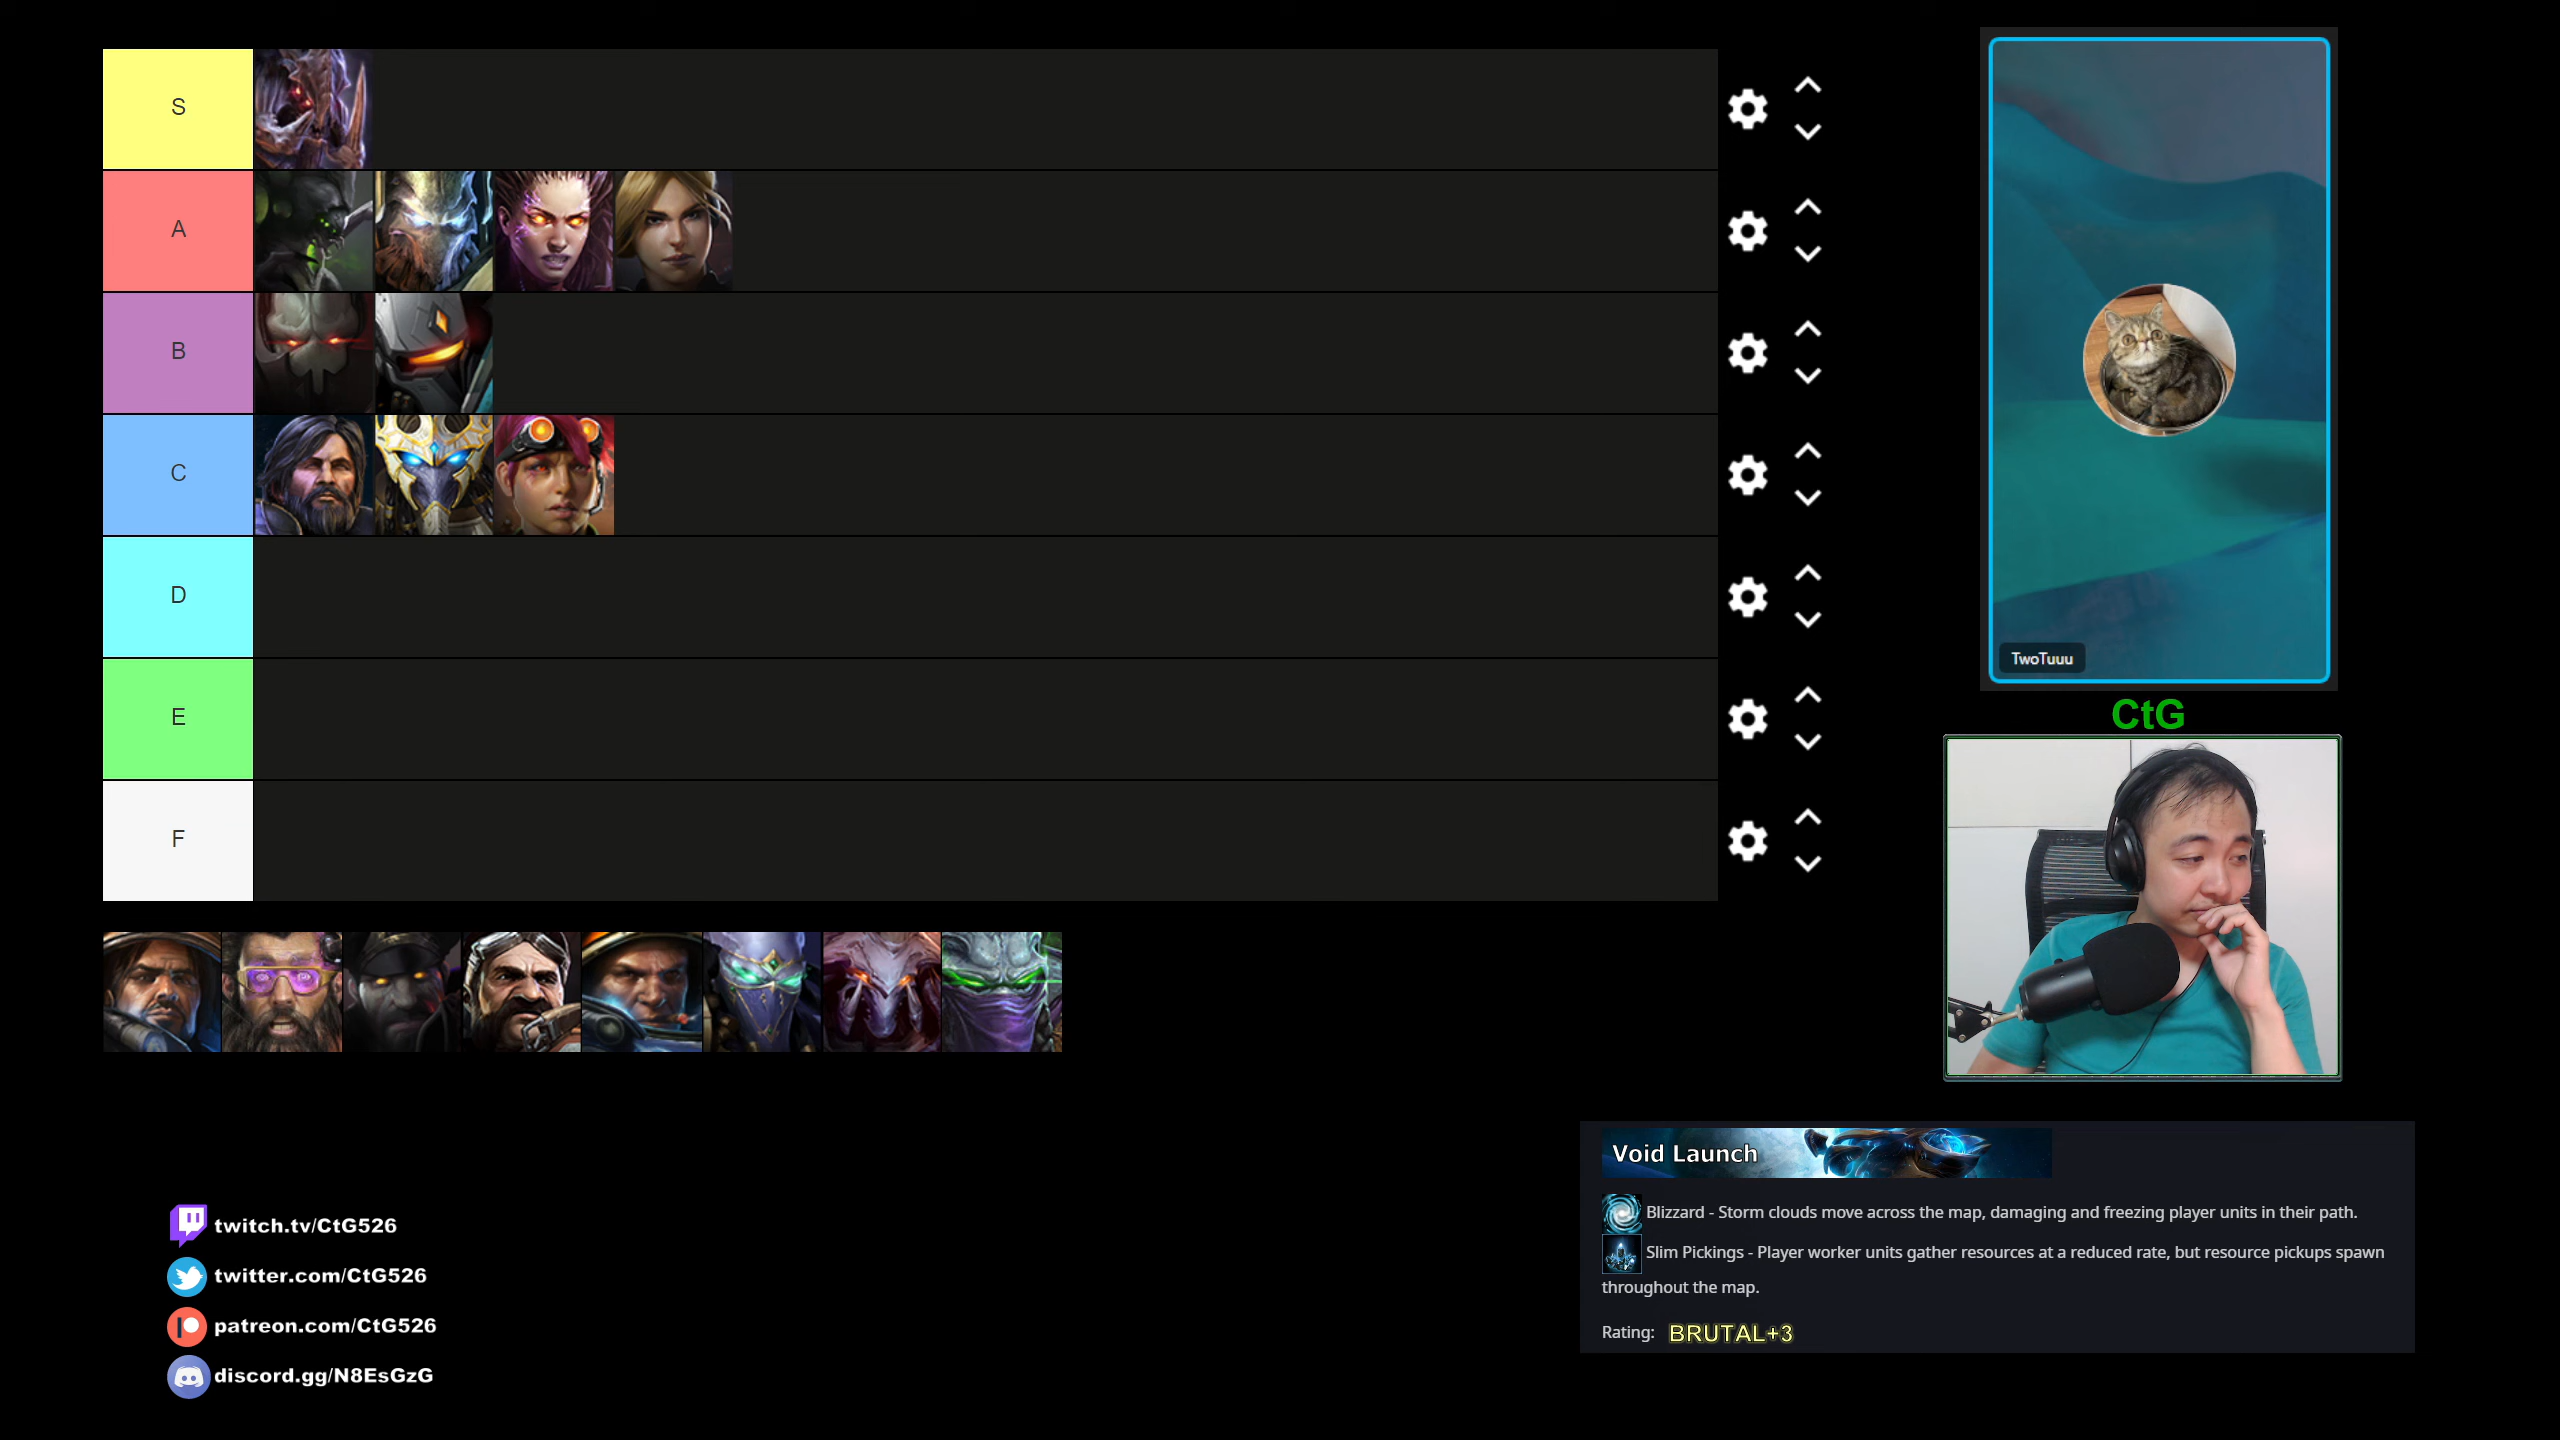 S
A
B
C
D
E
F
TwoTuuu
CtG
Void Launch
Blizzard - Storm clouds move across the map, damaging and freezing player units in their path.
Slim Pickings - Player worker units gather resources at a reduced rate, but resource pickups spawn
throughout the map.
Rating: BRUTAL+3
twitch.tv/CtG526
twitter.com/CtG526
patreon.com/CtG526
discord.gg/N8EsGzG